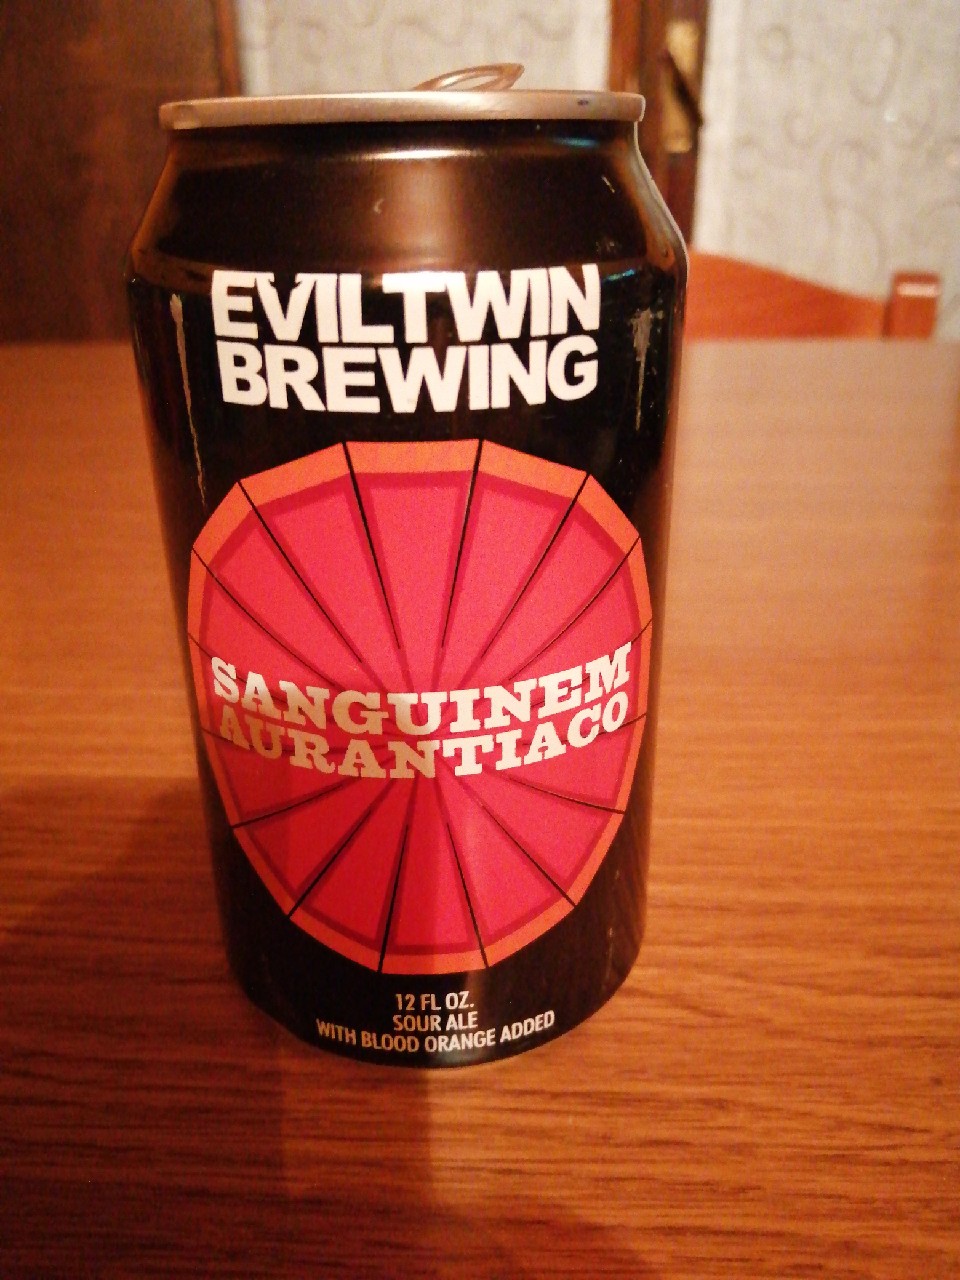 EVILTWIN
BREWING
SANGUINEM
AURANTIACO
12 FL OZ.
SOUR ALE
WITH BLOOD ORANGE ADDED